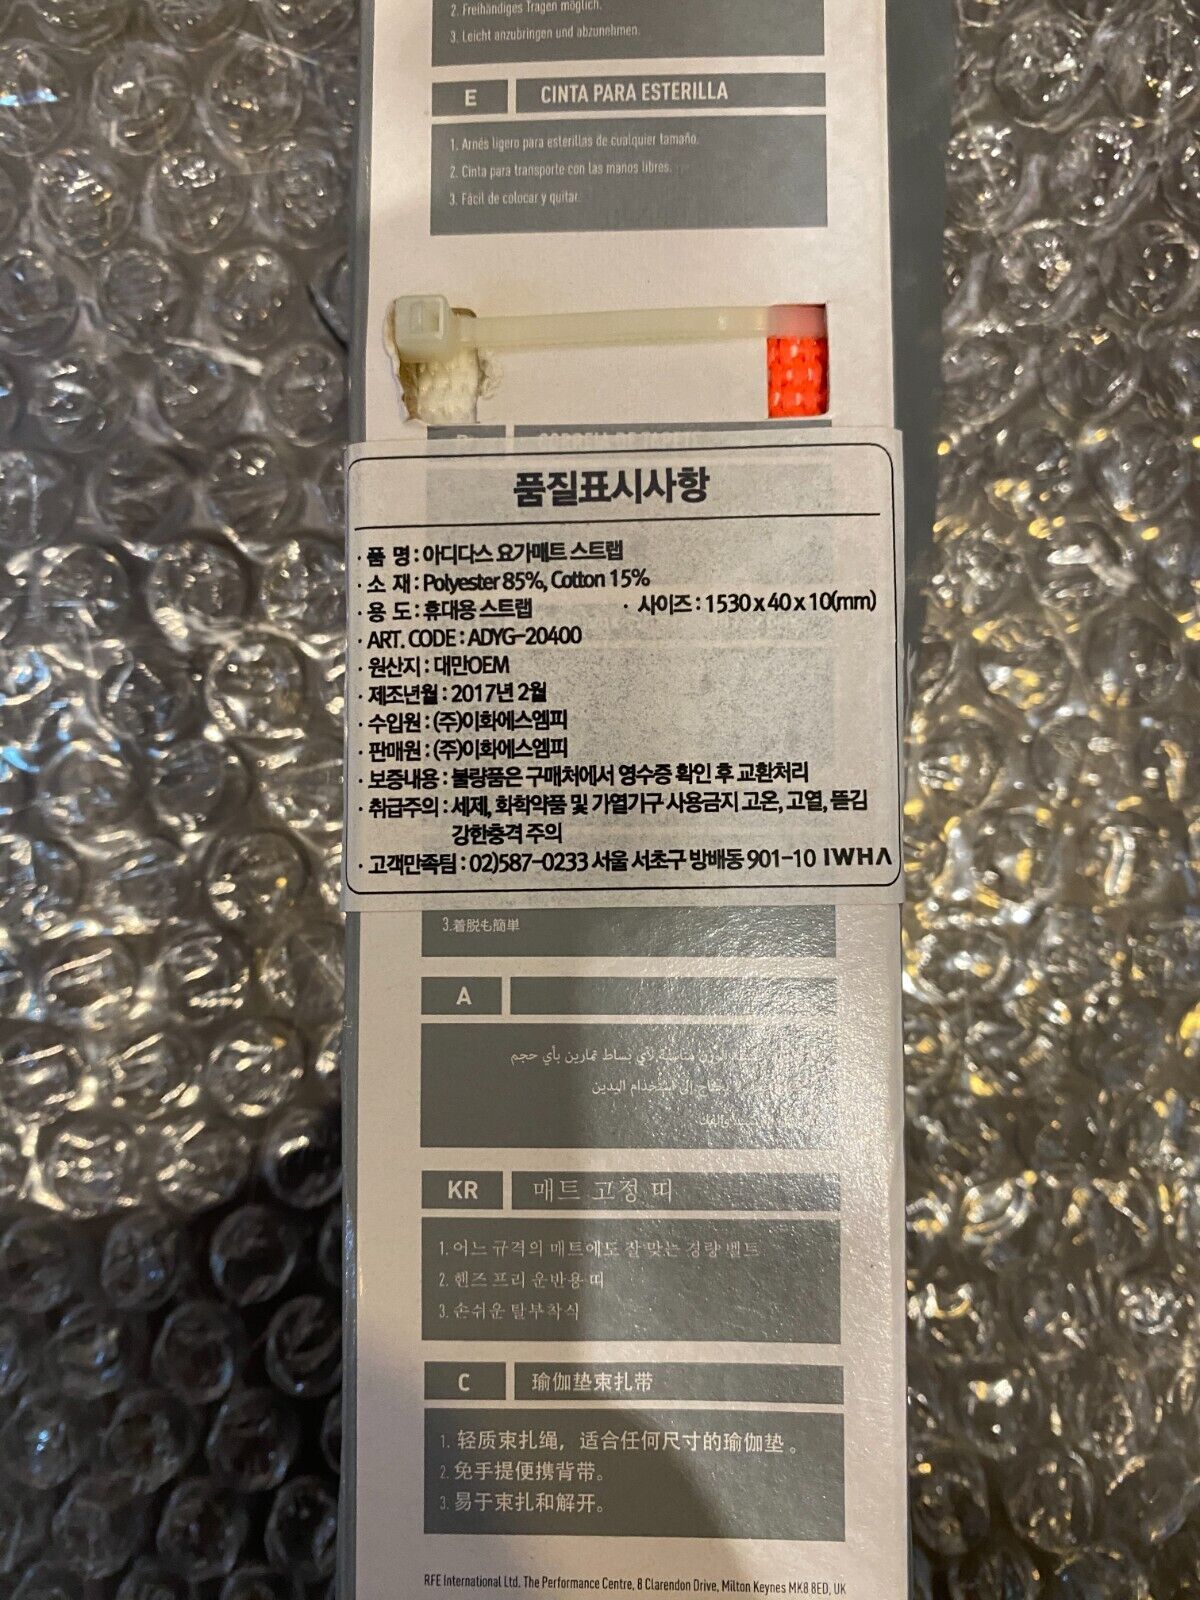 2. Freihändiges Tragen möglich.
3. Leicht anzubringen und abzunehmen.
E CINTA PARA ESTERILLA
1. Arnés ligero para esterillas de cualquier tamaño.
2. Cinta para transporte con las manos libres.
3. Fácil de colocar y quitar.
품질표시사항
· 품 명 : 아디다스 요가매트 스트랩
· 소 재 : Polyester 85%, Cotton 15%
· 용 도 : 휴대용 스트랩 · 사이즈 : 1530 x 40 x 10(mm)
· ART. CODE : ADYG-20400
· 원산지 : 대만OEM
· 제조년월 : 2017년 2월
· 수입원 : (주)이화에스엠피
· 판매원 : (주)이화에스엠피
· 보증내용 : 불량품은 구매처에서 영수증 확인 후 교환처리
· 취급주의 : 세제, 화학약품 및 가열기구 사용금지 고온, 고열, 뜯김
강한충격 주의
· 고객만족팀 : 02)587-0233 서울 서초구 방배동 901-10 IWHA
3.着脱も簡単
A
مناسبة لأي بساط تمارين بأي حجم
إلى استخدام اليدين
KR 매트 고정 띠
1. 어느 규격의 매트에도 잘 맞는 경량 벨트
2. 핸즈 프리 운반용 띠
3. 손쉬운 탈부착식
C 瑜伽垫束扎带
1. 轻质束扎绳，适合任何尺寸的瑜伽垫。
2. 免手提便携背带。
3. 易于束扎和解开。
RFE International Ltd. The Performance Centre, 8 Clarendon Drive, Milton Keynes MK8 8ED, UK